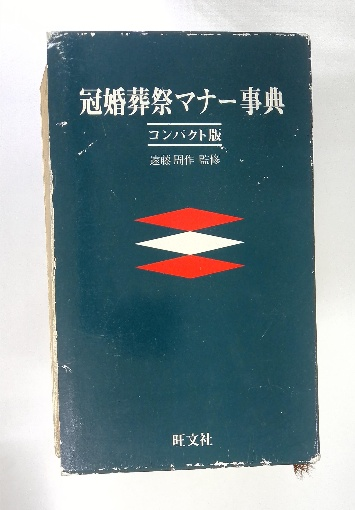 冠婚葬祭マナー事典
コンパクト版
遠藤周作 監修
旺文社